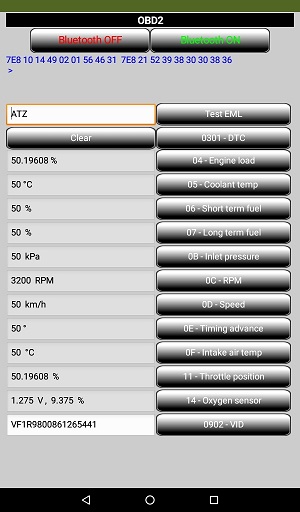 OBD2
Bluetooth OFF Bluetooth ON
7E8 10 14 49 02 01 56 46 31 7E8 21 52 39 38 30 30 38 36
>
ATZ Test EML
Clear 0301 - DTC
50.19608 % 04 - Engine load
50 °C 05 - Coolant temp
50 % 06 - Short term fuel
50 % 07 - Long term fuel
50 kPa 0B - Inlet pressure
3200 RPM 0C - RPM
50 km/h 0D - Speed
50 ° 0E - Timing advance
50 °C 0F - Intake air temp
50.19608 % 11 - Throttle position
1.275 V , 9.375 % 14 - Oxygen sensor
VF1R9800861265441 0902 - VID